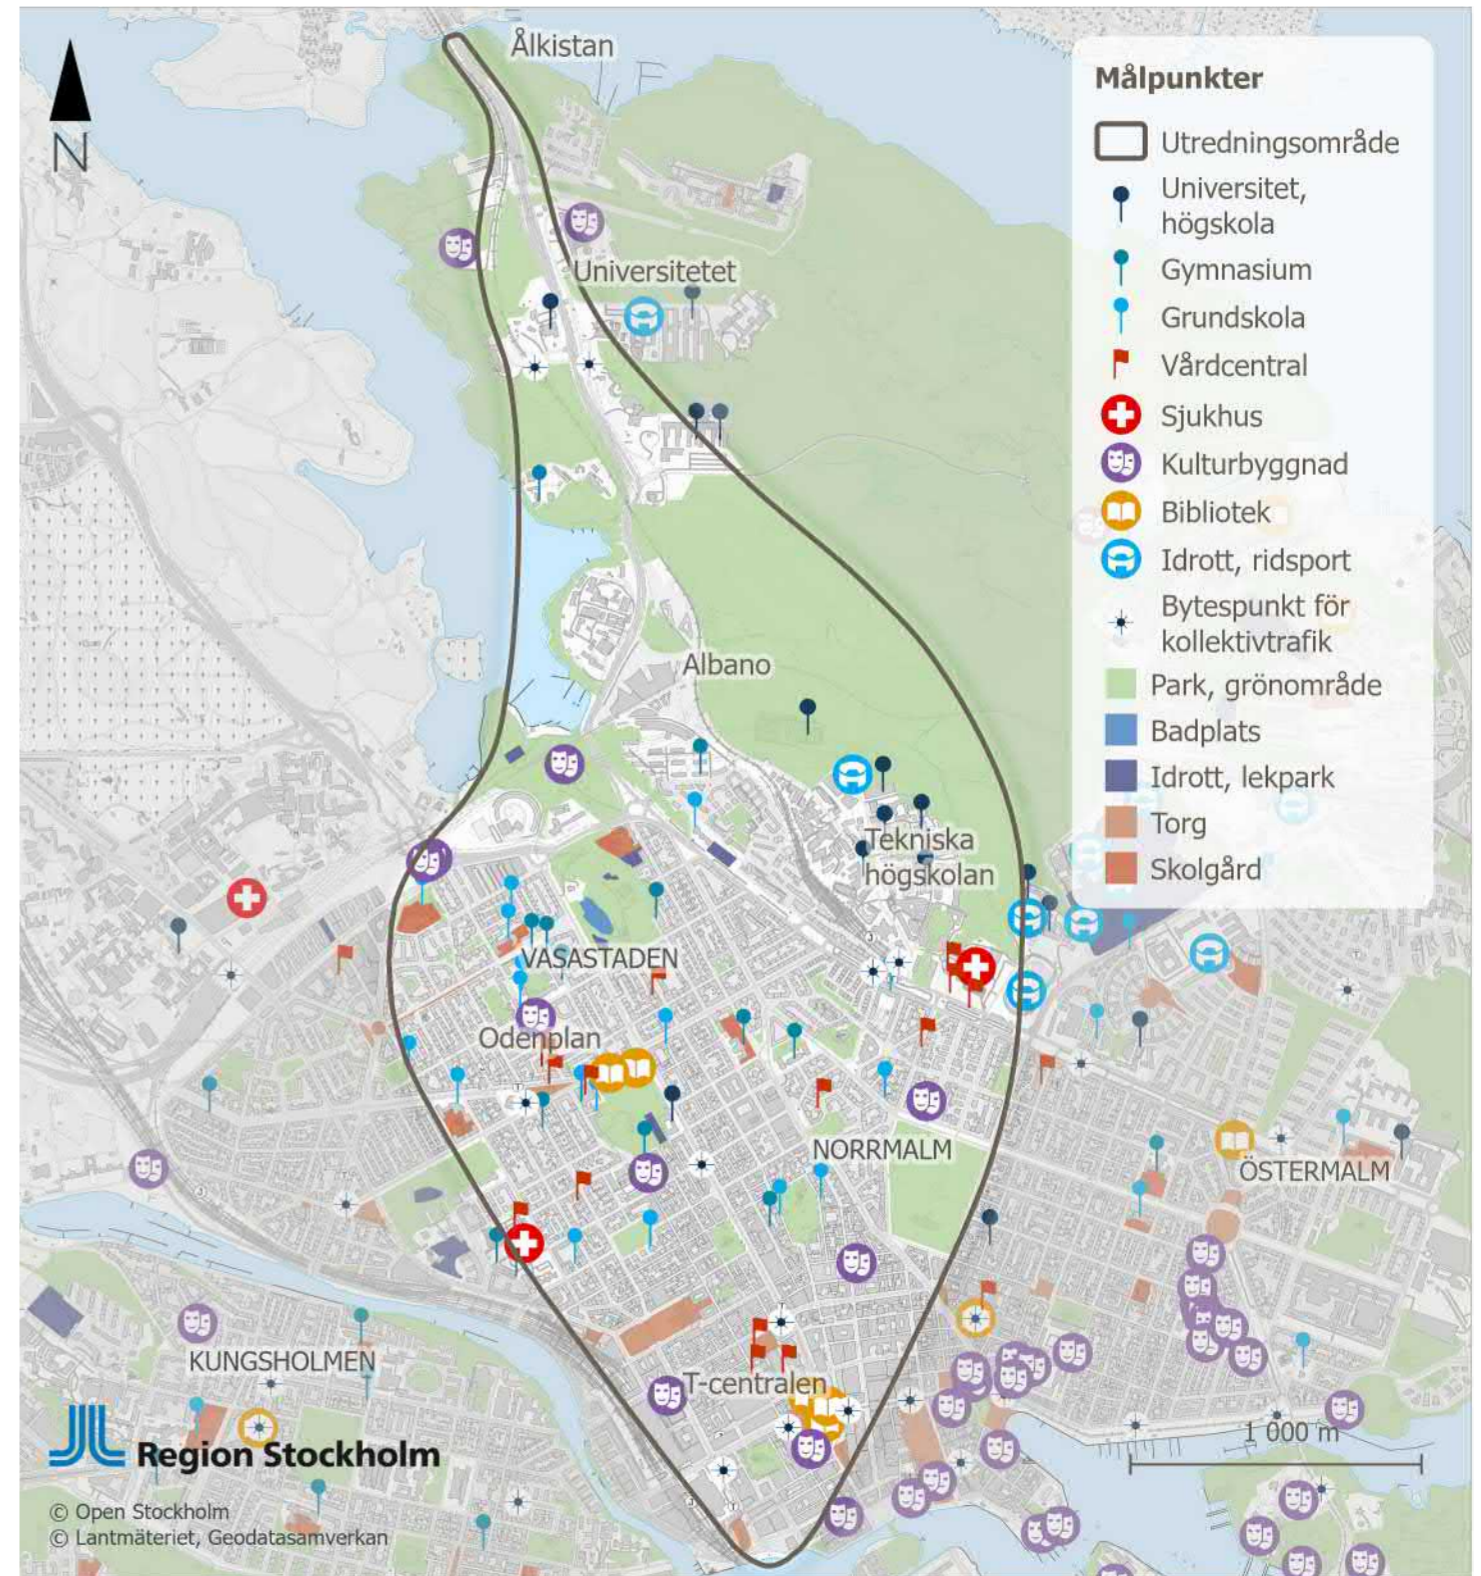 Ålkistan
N
Målpunkter
Utredningsområde
Universitet,
högskola
Gymnasium
Grundskola
Vårdcentral
Sjukhus
Kulturbyggnad
Bibliotek
Idrott, ridsport
Bytespunkt för
kollektivtrafik
Park, grönområde
Badplats
Idrott, lekpark
Torg
Skolgård
Universitetet
Albano
Tekniska
högskolan
VASASTADEN
Odenplan
NORRMALM
ÖSTERMALM
KUNGSHOLMEN
T-centralen
1 000 m
Region Stockholm
© Open Stockholm
© Lantmäteriet, Geodatasamverkan